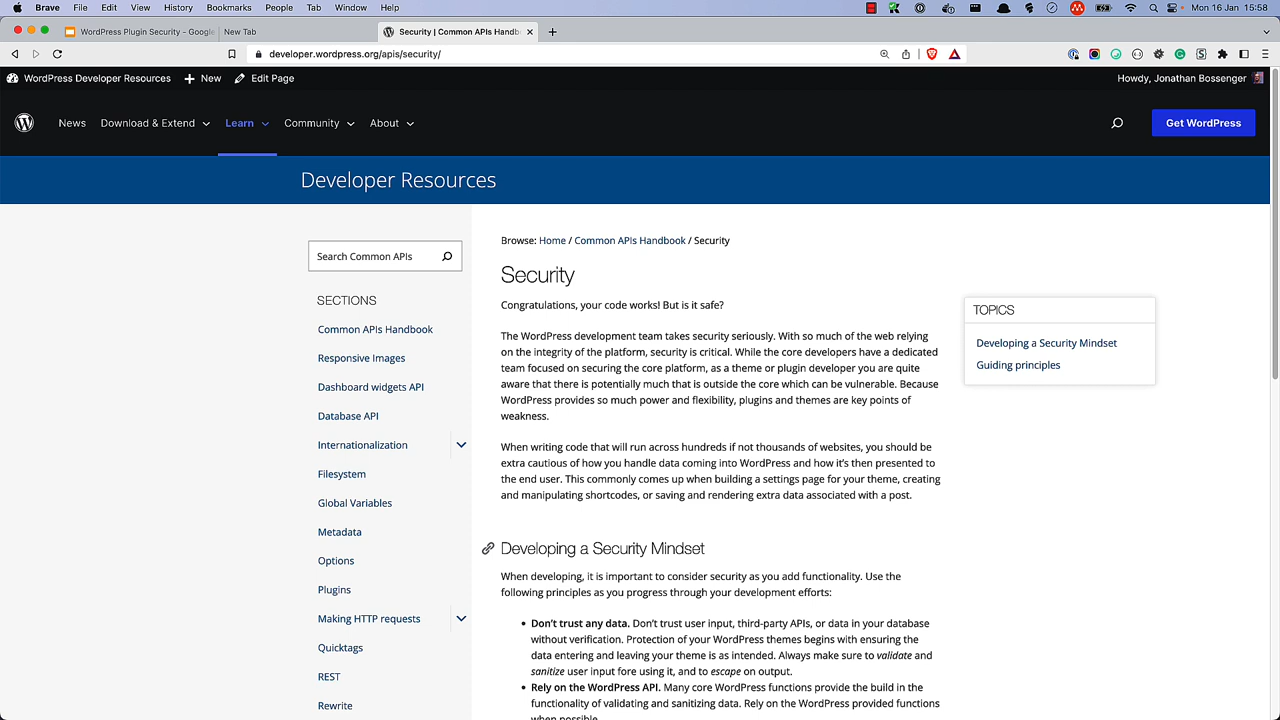 Brave File Edit View History Bookmarks People Tab Window Help
Mon 16 Jan 15:58
WordPress Plugin Security - Google
New Tab
Security | Common APIs Handb
developer.wordpress.org/apis/security/
WordPress Developer Resources
New
Edit Page
Howdy, Jonathan Bossenger
News
Download & Extend
Learn
Community
About
Get WordPress
Developer Resources
Search Common APIs
SECTIONS
Common APIs Handbook
Responsive Images
Dashboard widgets API
Database API
Internationalization
Filesystem
Global Variables
Metadata
Options
Plugins
Making HTTP requests
Quicktags
REST
Rewrite
Browse: Home / Common APIs Handbook / Security
Security
Congratulations, your code works! But is it safe?
The WordPress development team takes security seriously. With so much of the web relying
on the integrity of the platform, security is critical. While the core developers have a dedicated
team focused on securing the core platform, as a theme or plugin developer you are quite
aware that there is potentially much that is outside the core which can be vulnerable. Because
WordPress provides so much power and flexibility, plugins and themes are key points of
weakness.
When writing code that will run across hundreds if not thousands of websites, you should be
extra cautious of how you handle data coming into WordPress and how it's then presented to
the end user. This commonly comes up when building a settings page for your theme, creating
and manipulating shortcodes, or saving and rendering extra data associated with a post.
Developing a Security Mindset
When developing, it is important to consider security as you add functionality. Use the
following principles as you progress through your development efforts:
• Don't trust any data. Don't trust user input, third-party APIs, or data in your database
without verification. Protection of your WordPress themes begins with ensuring the
data entering and leaving your theme is as intended. Always make sure to validate and
sanitize user input fore using it, and to escape on output.
• Rely on the WordPress API. Many core WordPress functions provide the build in the
functionality of validating and sanitizing data. Rely on the WordPress provided functions
when possible.
TOPICS
Developing a Security Mindset
Guiding principles